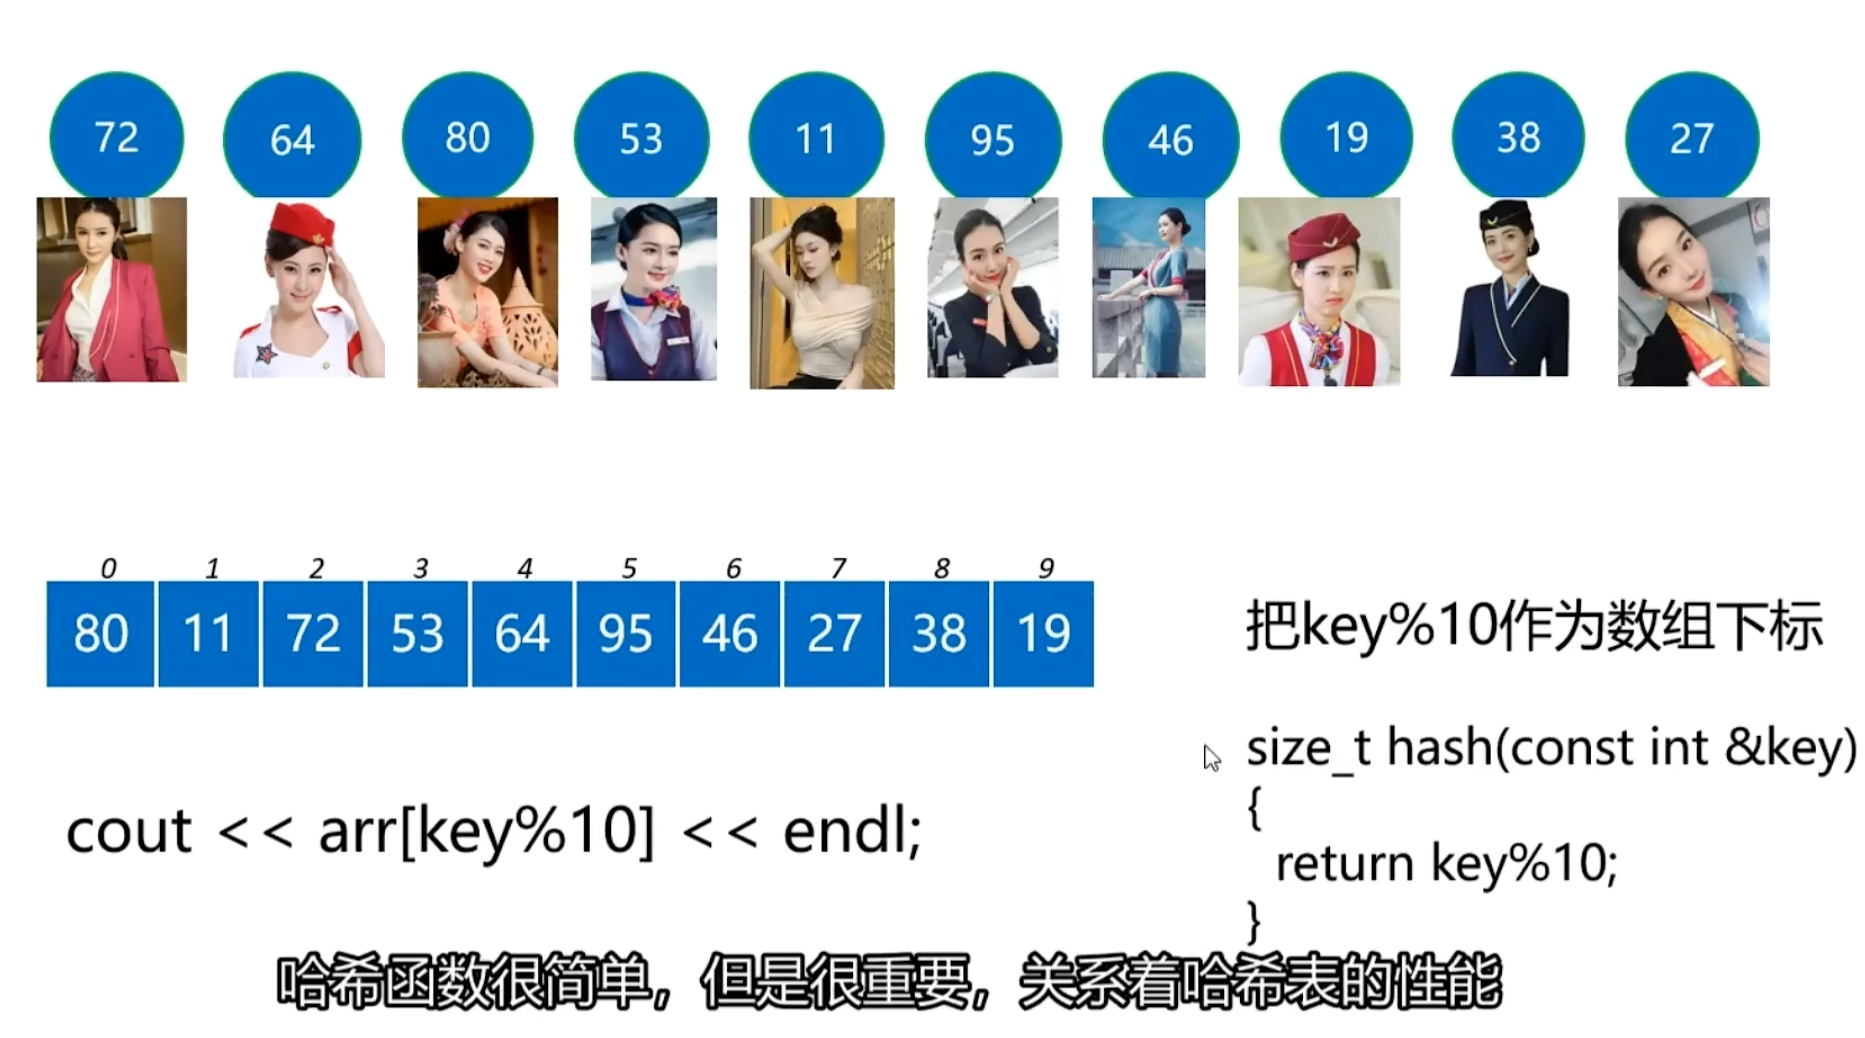 72 64 80 53 11 95 46 19 38 27
0 1 2 3 4 5 6 7 8 9
80 11 72 53 64 95 46 27 38 19
把key%10作为数组下标
size_t hash(const int &key)
{
return key%10;
}
cout << arr[key%10] << endl;
哈希函数很简单，但是很重要，关系着哈希表的性能